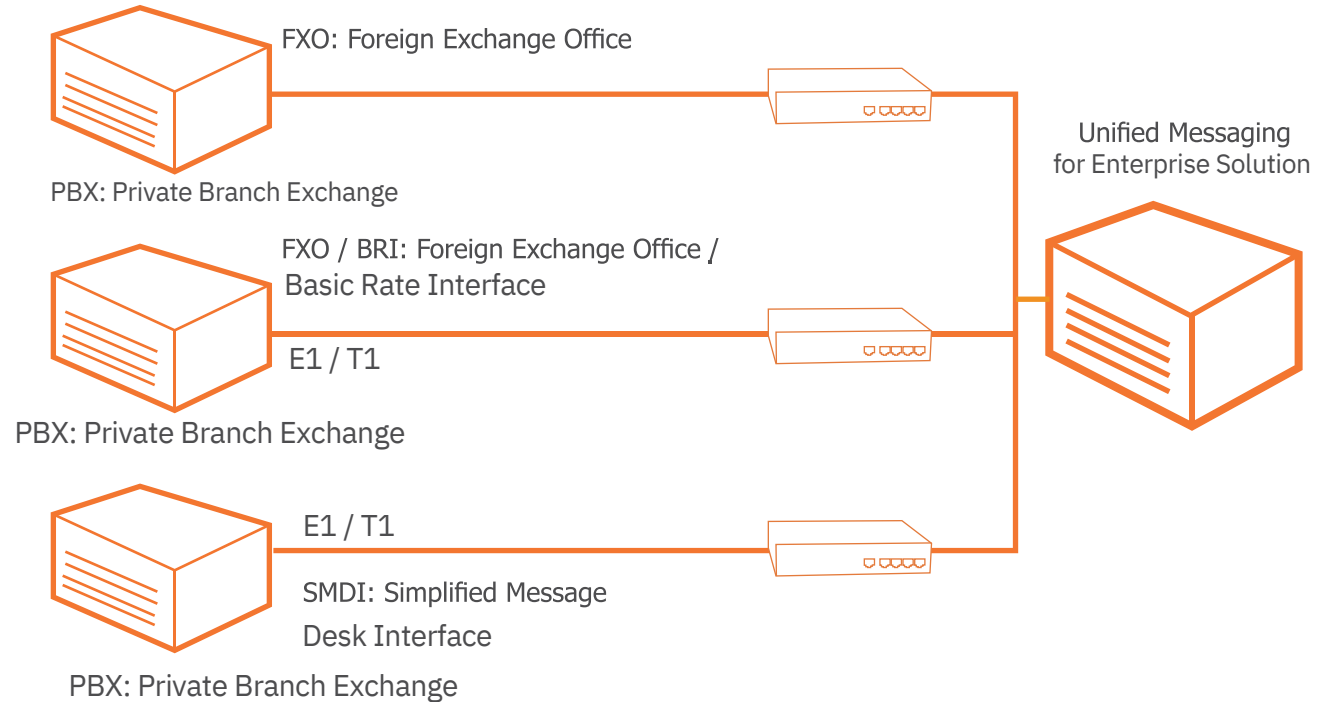 FXO: Foreign Exchange Office
PBX: Private Branch Exchange
Unified Messaging
for Enterprise Solution
FXO / BRI: Foreign Exchange Office /
Basic Rate Interface
E1 / T1
PBX: Private Branch Exchange
E1 / T1
SMDI: Simplified Message
Desk Interface
PBX: Private Branch Exchange